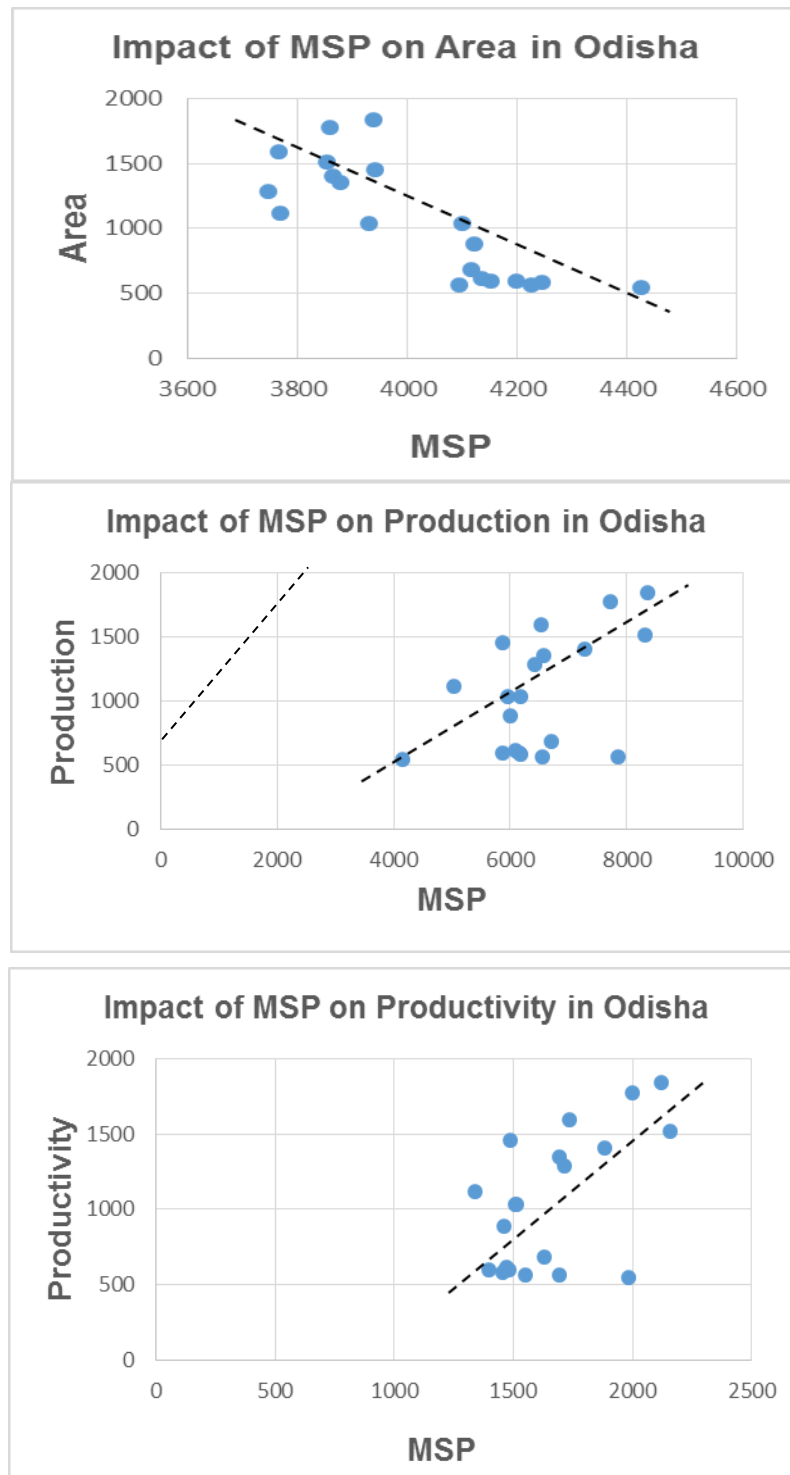 Impact of MSP on Area in Odisha
2000
1500
1000
500
0
Area
3600 3800 4000 4200 4400 4600
MSP
Impact of MSP on Production in Odisha
2000
1500
1000
500
0
Production
0 2000 4000 6000 8000 10000
MSP
Impact of MSP on Productivity in Odisha
2000
1500
1000
500
0
Productivity
0 500 1000 1500 2000 2500
MSP